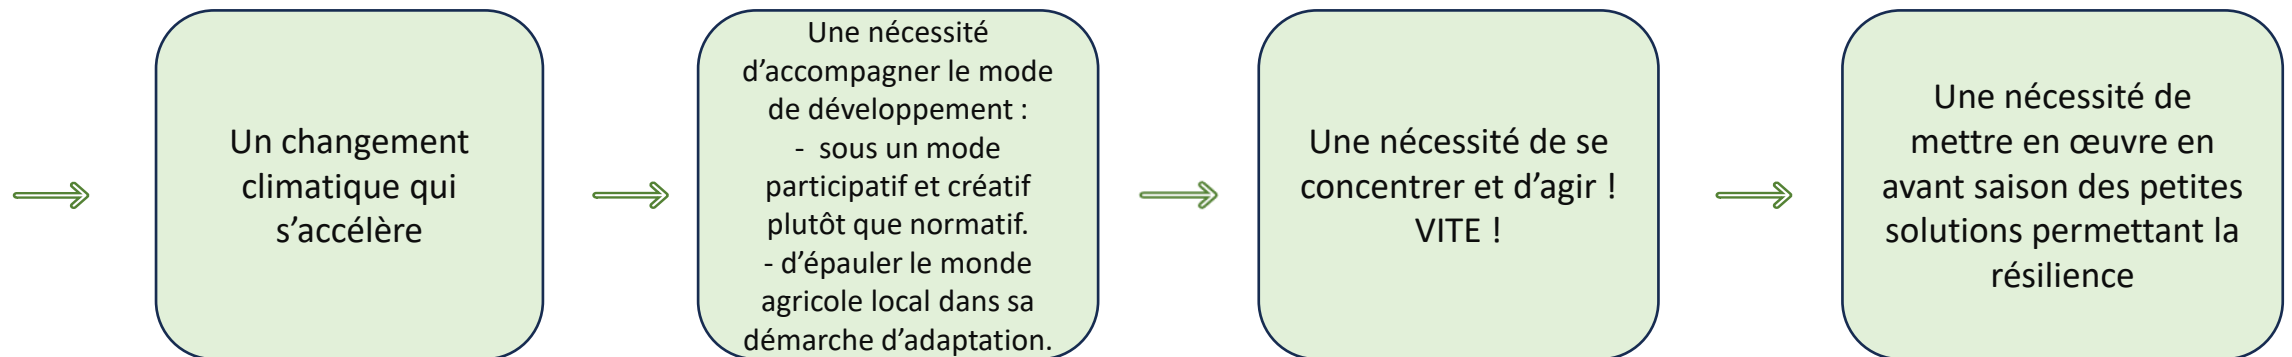 Un changement
climatique qui
s’accélère
Une nécessité
d’accompagner le mode
de développement :
- sous un mode
participatif et créatif
plutôt que normatif.
- d’épauler le monde
agricole local dans sa
démarche d’adaptation.
Une nécessité de se
concentrer et d’agir !
VITE !
Une nécessité de
mettre en œuvre en
avant saison des petites
solutions permettant la
résilience